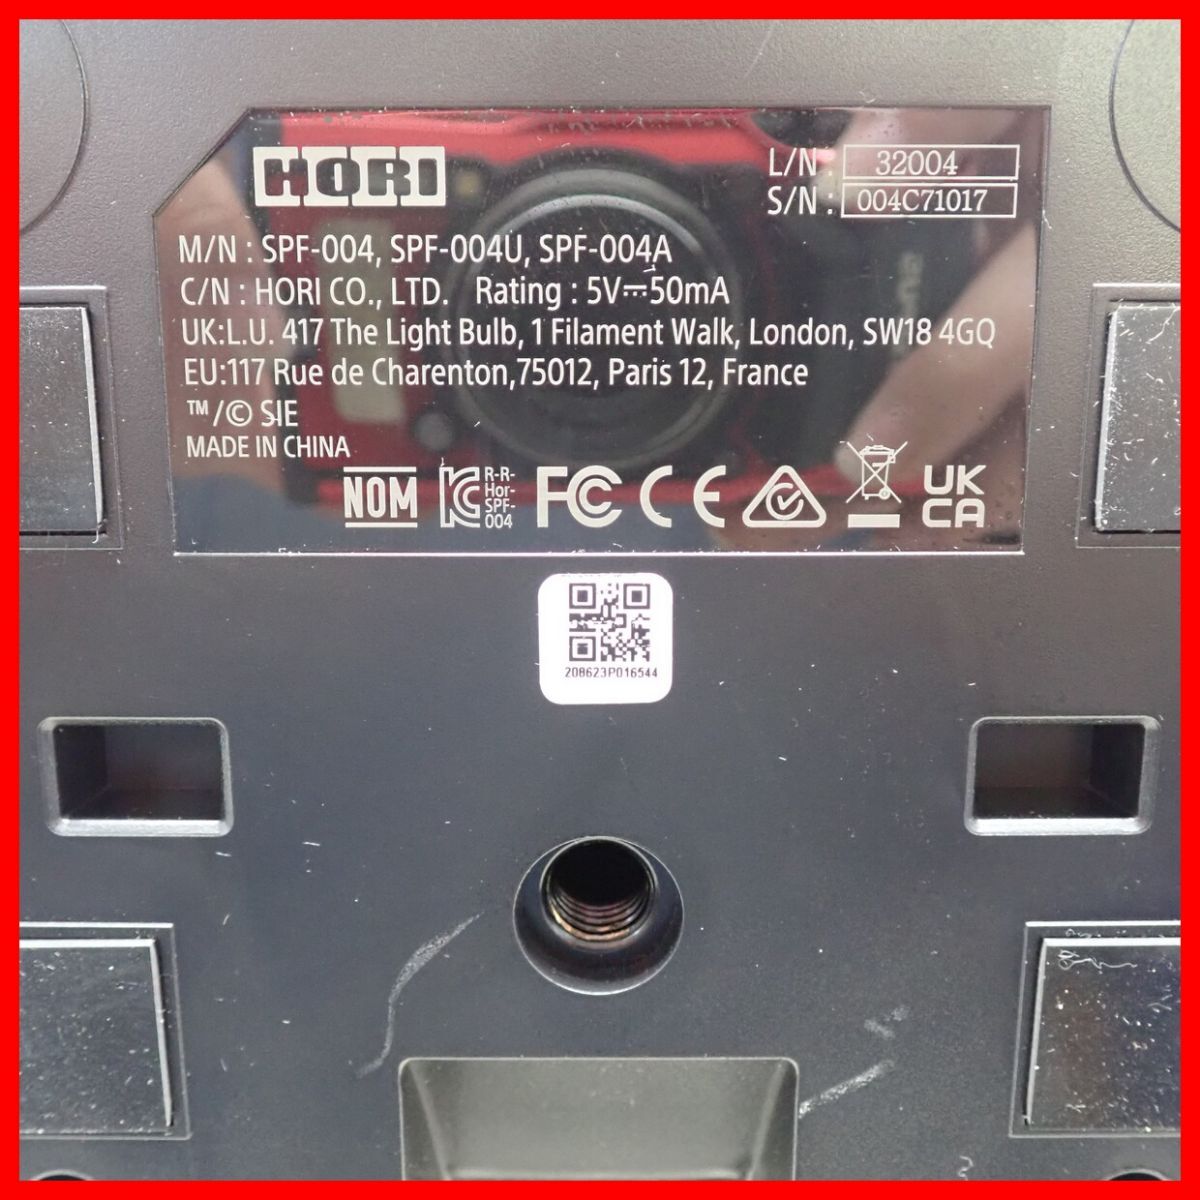 HORI
L/N : 32004
S/N : 004C71017
M/N : SPF-004, SPF-004U, SPF-004A
C/N : HORI CO., LTD. Rating : 5V⎓50mA
UK:L.U. 417 The Light Bulb, 1 Filament Walk, London, SW18 4GQ
EU:117 Rue de Charenton,75012, Paris 12, France
™/© SIE
MADE IN CHINA
NOM KC R-R-Hor-SPF-004 FC CE UKCA
208623P016544